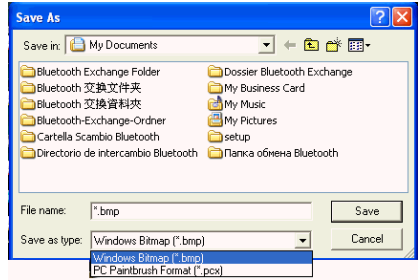 Save As
Save in: My Documents
Bluetooth Exchange Folder
Bluetooth 交换文件夹
Bluetooth 交換資料夾
Bluetooth-Exchange-Ordner
Cartella Scambio Bluetooth
Directorio de intercambio Bluetooth
Dossier Bluetooth Exchange
My Business Card
My Music
My Pictures
setup
Папка обмена Bluetooth
File name: *.bmp Save
Save as type: Windows Bitmap (*.bmp) Cancel
Windows Bitmap (*.bmp)
PC Paintbrush Format (*.pcx)